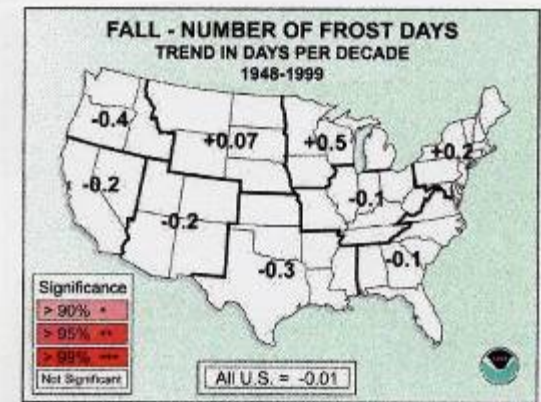 FALL - NUMBER OF FROST DAYS
TREND IN DAYS PER DECADE
1948-1999
-0.4
+0.07
+0.5
+0.2
-0.2
-0.2
-0.1
-0.3
-0.1
Significance
> 90% *
> 95% **
> 99% ***
Not Significant
All U.S. = -0.01